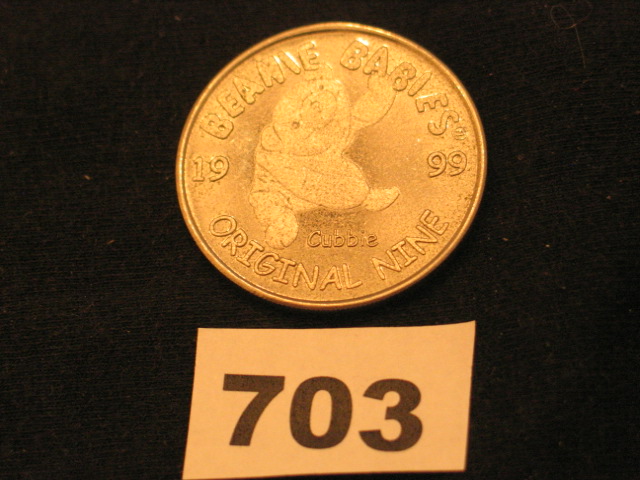 BEANIE BABIES
19 99
Cubbie
ORIGINAL NINE
703